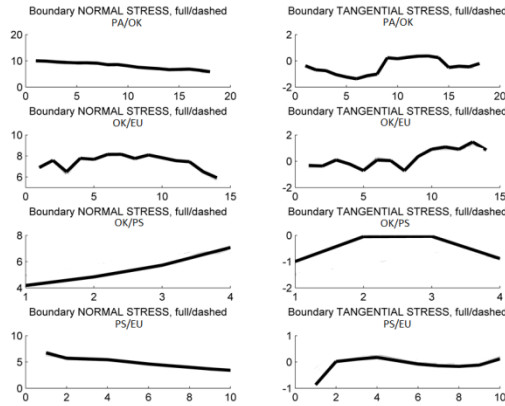 Boundary NORMAL STRESS, full/dashed
PA/OK
20
10
0
0 5 10 15 20
Boundary TANGENTIAL STRESS, full/dashed
PA/OK
2
0
-2
0 5 10 15 20
Boundary NORMAL STRESS, full/dashed
OK/EU
10
8
6
0 5 10 15
Boundary TANGENTIAL STRESS, full/dashed
OK/EU
2
0
-2
0 5 10 15
Boundary NORMAL STRESS, full/dashed
OK/PS
8
6
4
1 2 3 4
Boundary TANGENTIAL STRESS, full/dashed
OK/PS
0
-1
-2
1 2 3 4
Boundary NORMAL STRESS, full/dashed
PS/EU
10
5
0
0 2 4 6 8 10
Boundary TANGENTIAL STRESS, full/dashed
PS/EU
1
0
-1
0 2 4 6 8 10